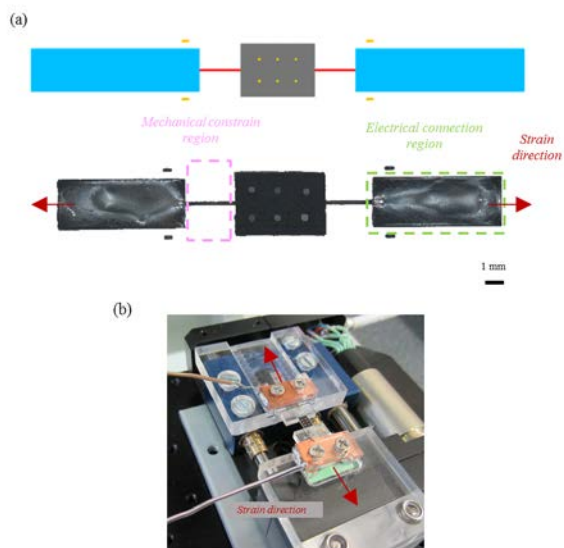 (a)
Mechanical constrain
region
Electrical connection
region
Strain
direction
1 mm
(b)
Strain direction